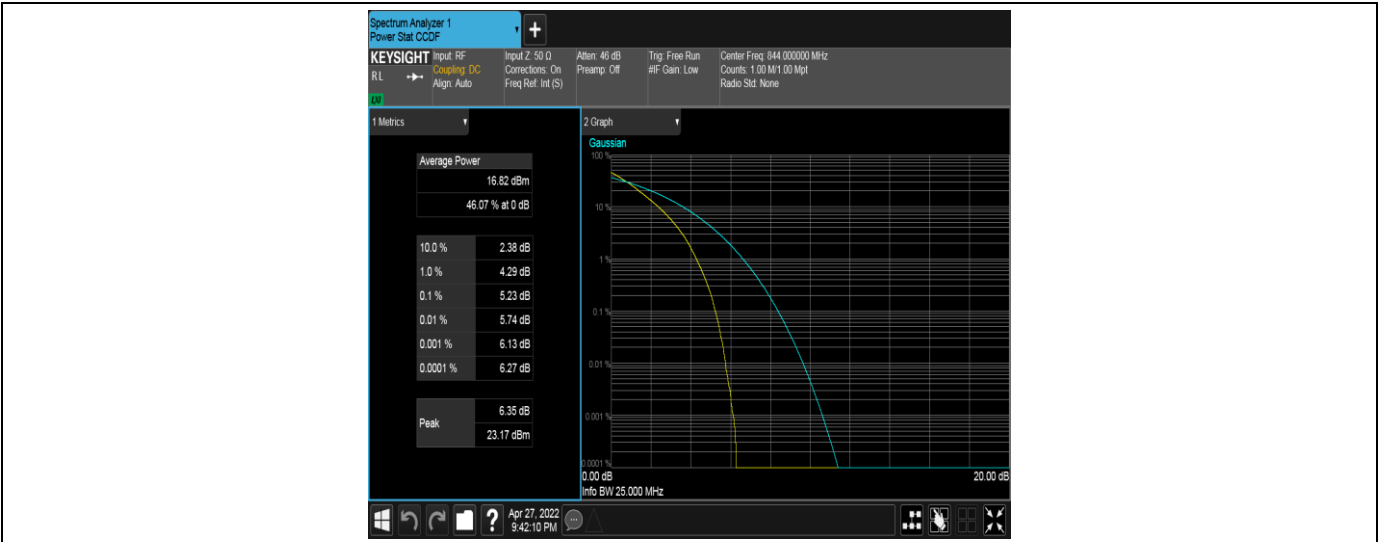 Spectrum Analyzer 1
Power Stat CCDF
+
KEYSIGHT Input: RF Input Z: 50 Ω Atten: 46 dB Trig: Free Run Center Freq: 844.000000 MHz
RL Coupling: DC Corrections: On Preamp: Off #IF Gain: Low Counts: 1.00 M/1.00 Mpt
Align: Auto Freq Ref: Int (S) Radio Std: None
1 Metrics
Average Power
16.82 dBm
46.07 % at 0 dB
10.0 % 2.38 dB
1.0 % 4.29 dB
0.1 % 5.23 dB
0.01 % 5.74 dB
0.001 % 6.13 dB
0.0001 % 6.27 dB
Peak 6.35 dB
23.17 dBm
2 Graph
Gaussian
100 %
10 %
1 %
0.1 %
0.01 %
0.001 %
0.0001 %
0.00 dB 20.00 dB
Info BW 25.000 MHz
?
Apr 27, 2022
9:42:10 PM